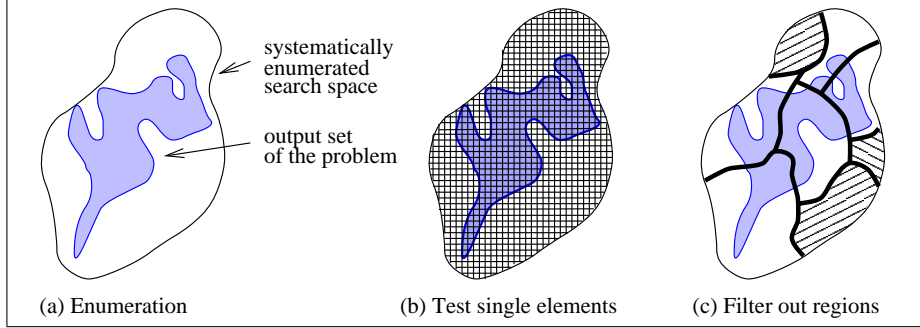 systematically
enumerated
search space
output set
of the problem
(a) Enumeration
(b) Test single elements
(c) Filter out regions